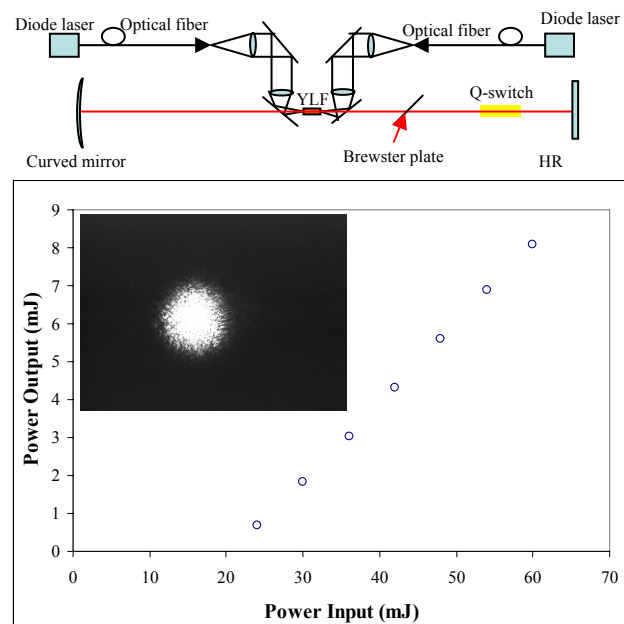 Diode laser
Optical fiber
Optical fiber
Diode laser
YLF
Q-switch
Curved mirror
Brewster plate
HR
Power Output (mJ)
9
8
7
6
5
4
3
2
1
0
0 10 20 30 40 50 60 70
Power Input (mJ)